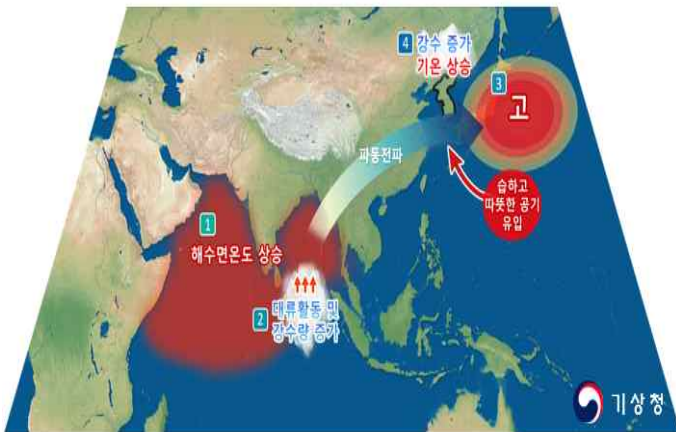 4
강수 증가
기온 상승
3
고
파동전파
습하고
따뜻한 공기
유입
1
해수면온도 상승
2
대류활동 및
강수량 증가
기상청